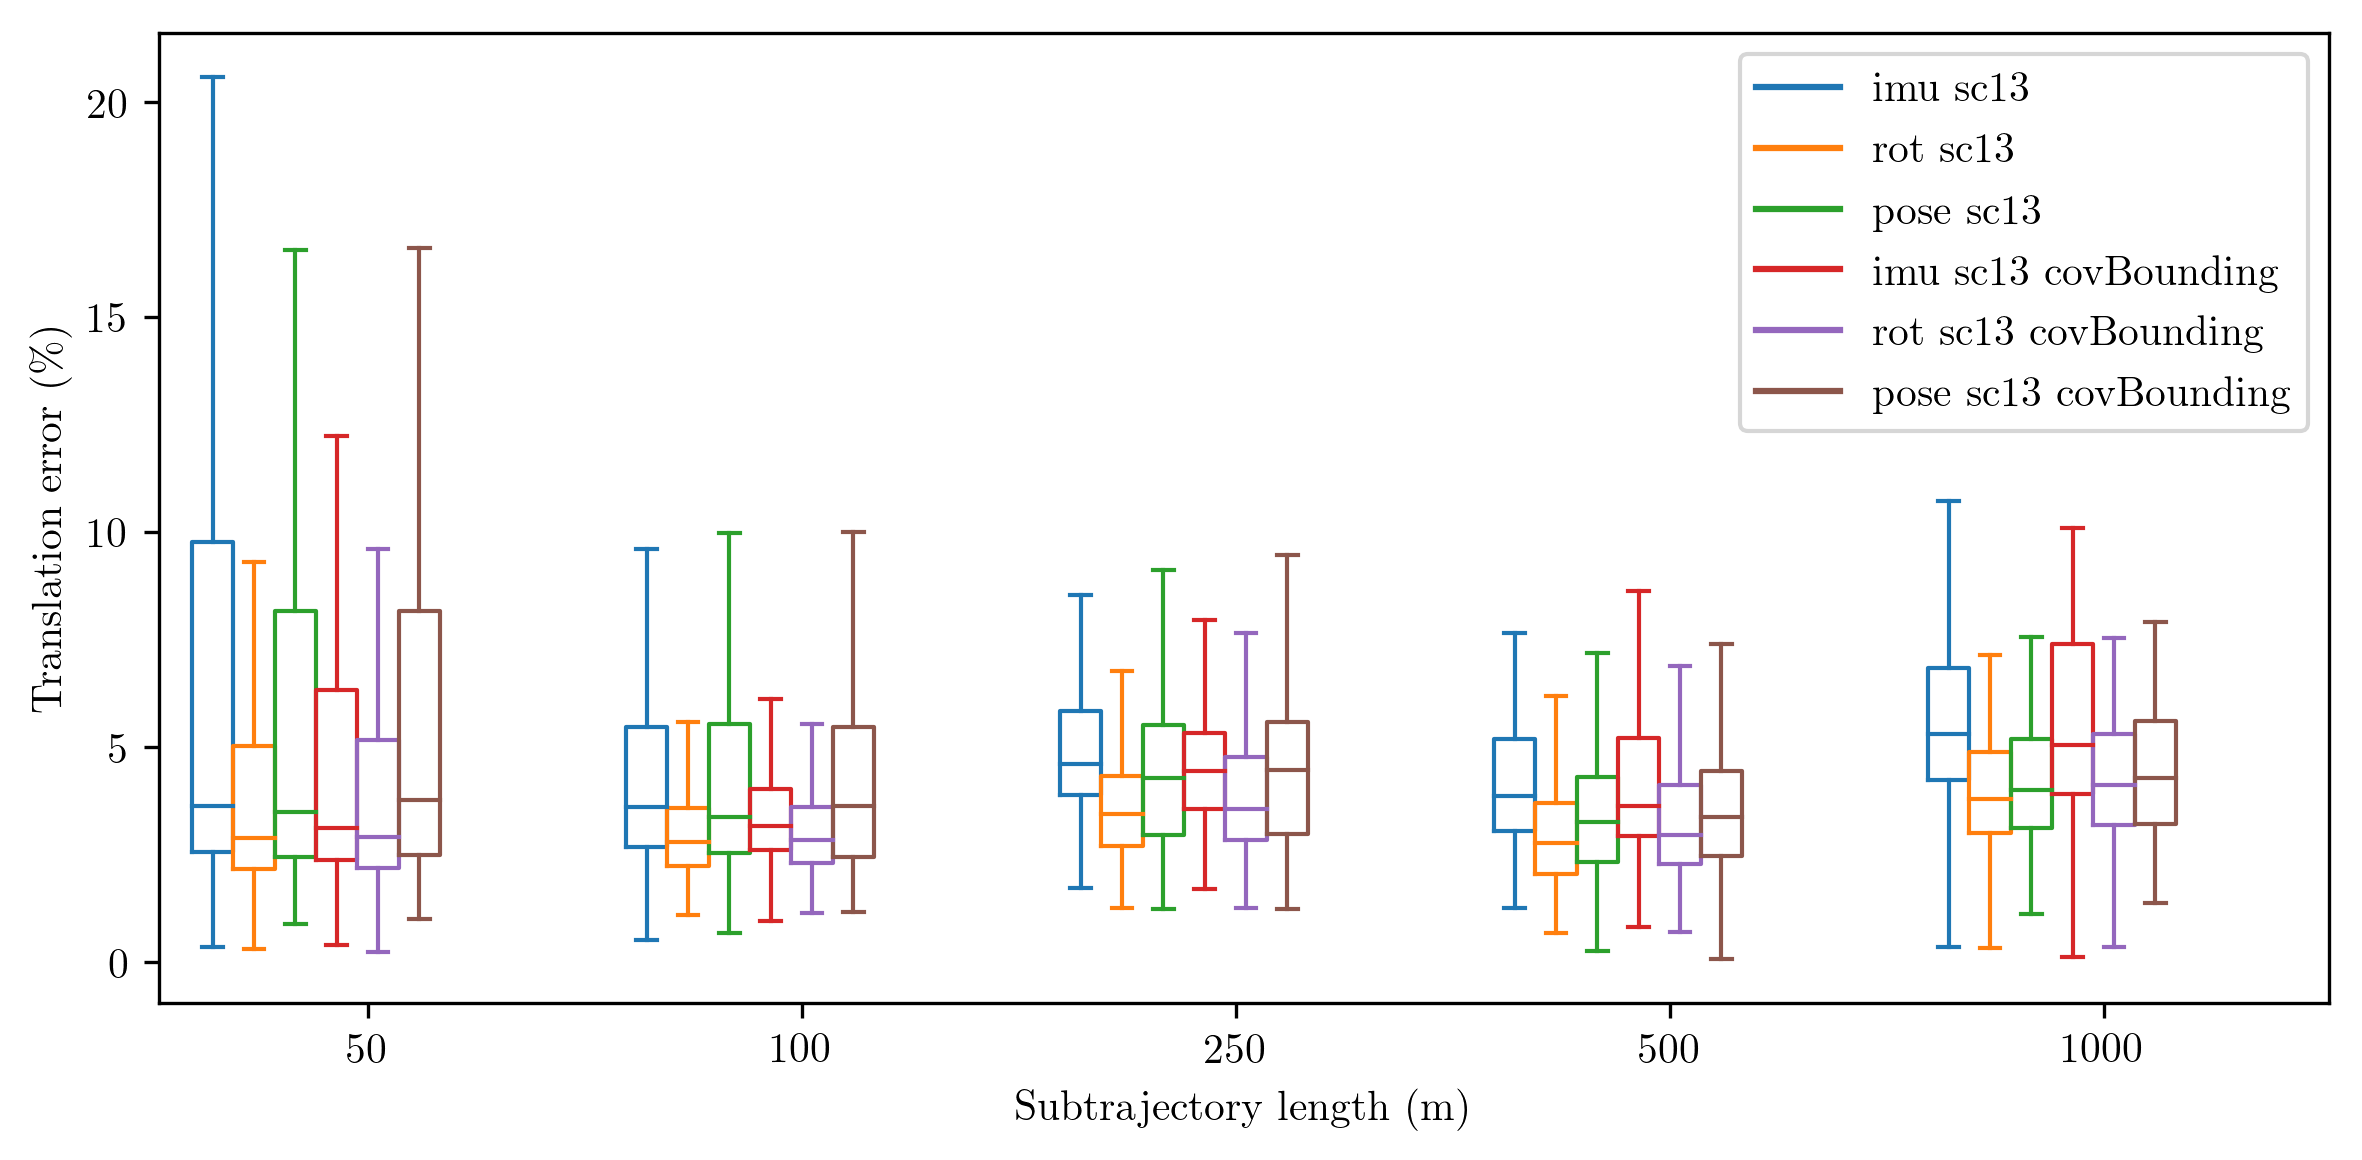 20
15
10
5
0
Translation error (%)
imu sc13
rot sc13
pose sc13
imu sc13 covBounding
rot sc13 covBounding
pose sc13 covBounding
50 100 250 500 1000
Subtrajectory length (m)